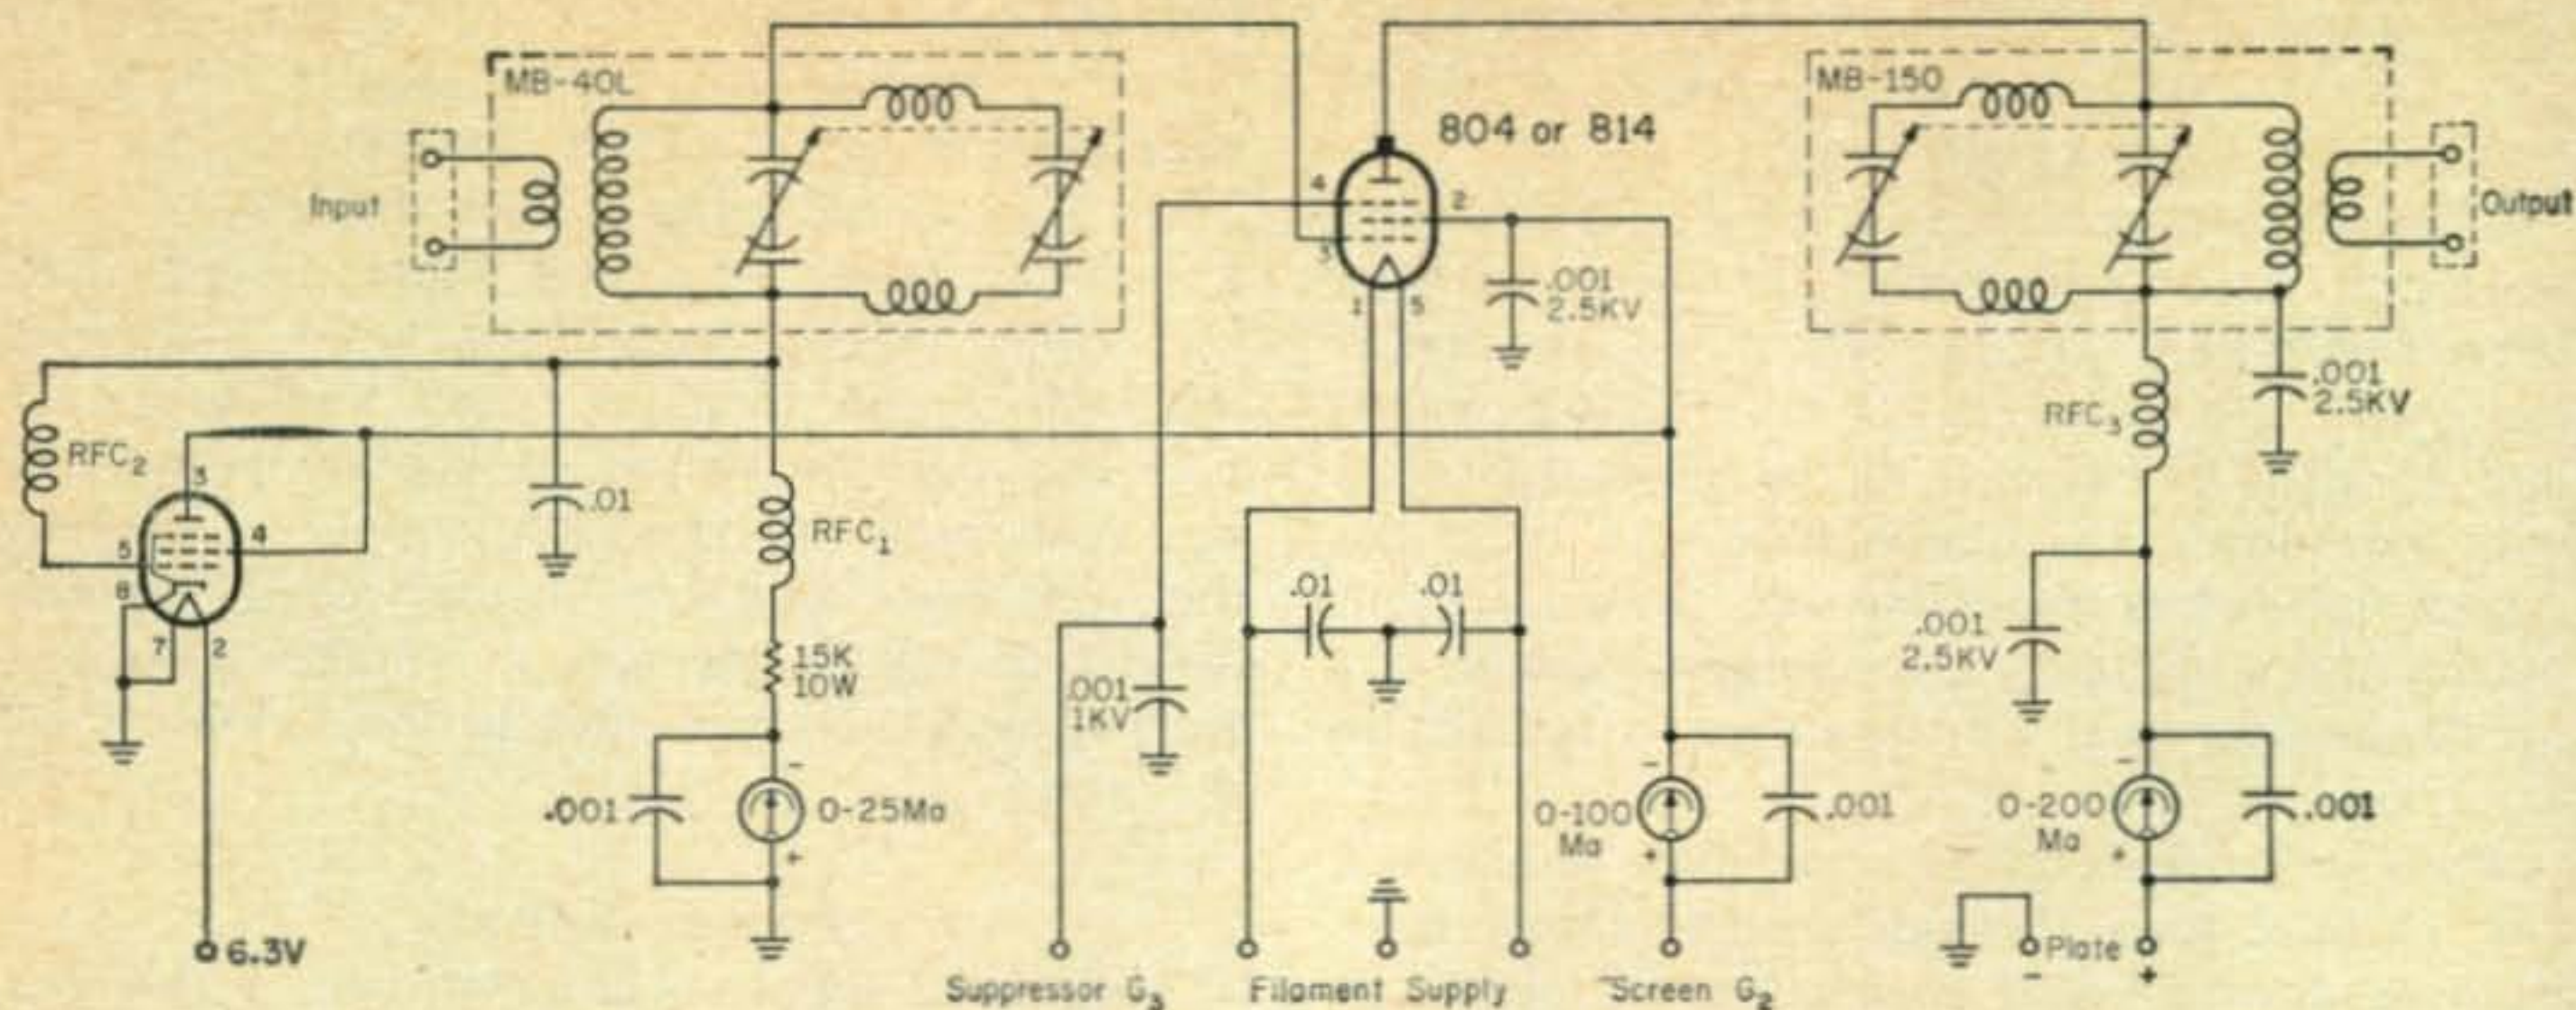 MB-40L
MB-150
804 or 814
Input
Output
4
2
3
1
5
.001
2.5KV
.001
2.5KV
RFC2
RFC3
3
.01
RFC1
5
4
8
7
2
.01
.01
15K
10W
.001
1KV
.001
2.5KV
.001
0-25Ma
0-100
Ma
.001
0-200
Ma
.001
-
+
-
+
-
+
6.3V
Suppressor G3
Filament Supply
Screen G2
Plate
-
+